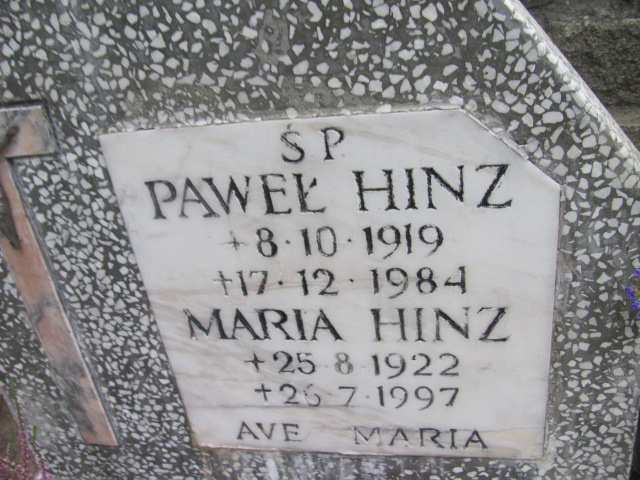 Ś.P.
PAWEŁ HINZ
+8·10·1919
†17·12·1984
MARIA HINZ
+25·8·1922
+26·7·1997
AVE MARIA